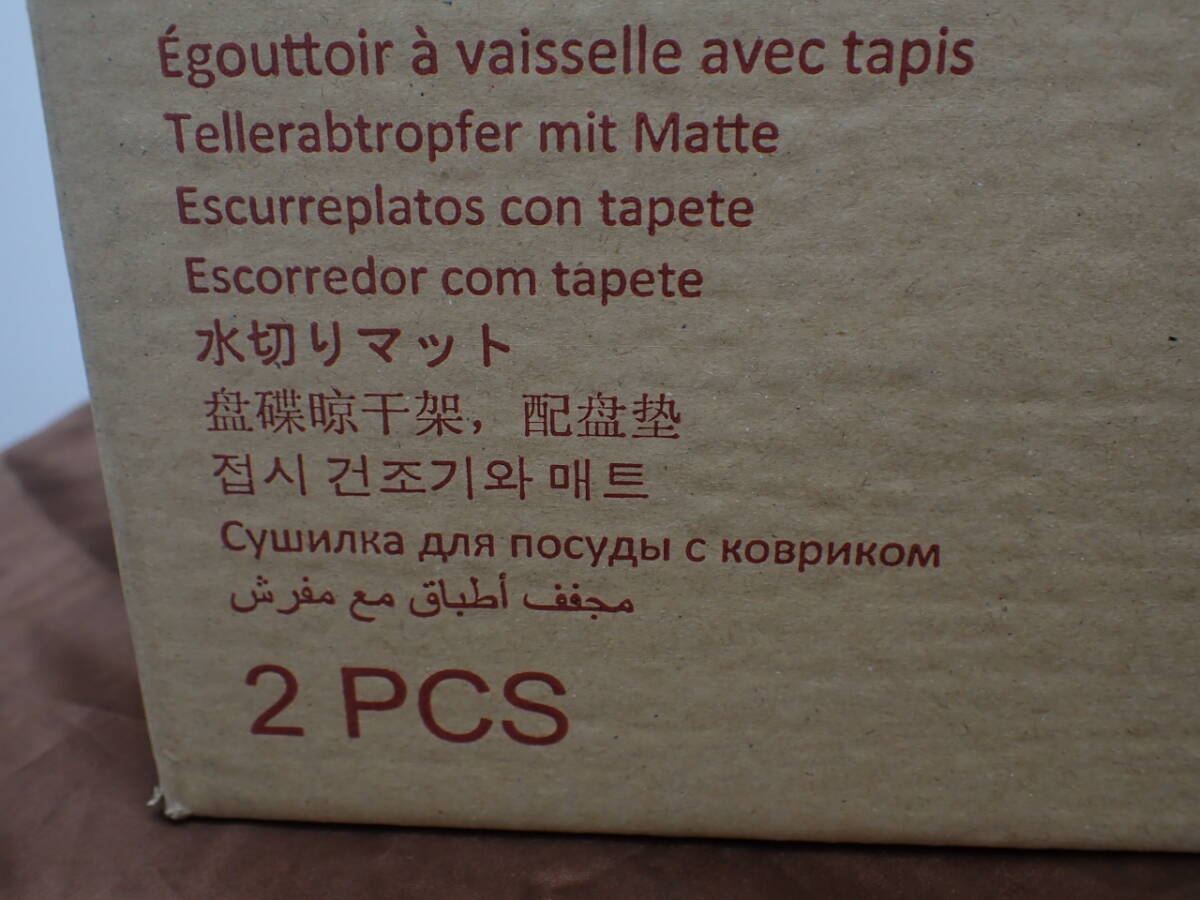 Égouttoir à vaisselle avec tapis
Tellerabtropfer mit Matte
Escurreplatos con tapete
Escorredor com tapete
水切りマット
盘碟晾干架，配盘垫
접시 건조기와 매트
Сушилка для посуды с ковриком
مجفف أطباق مع مفرش
2 PCS